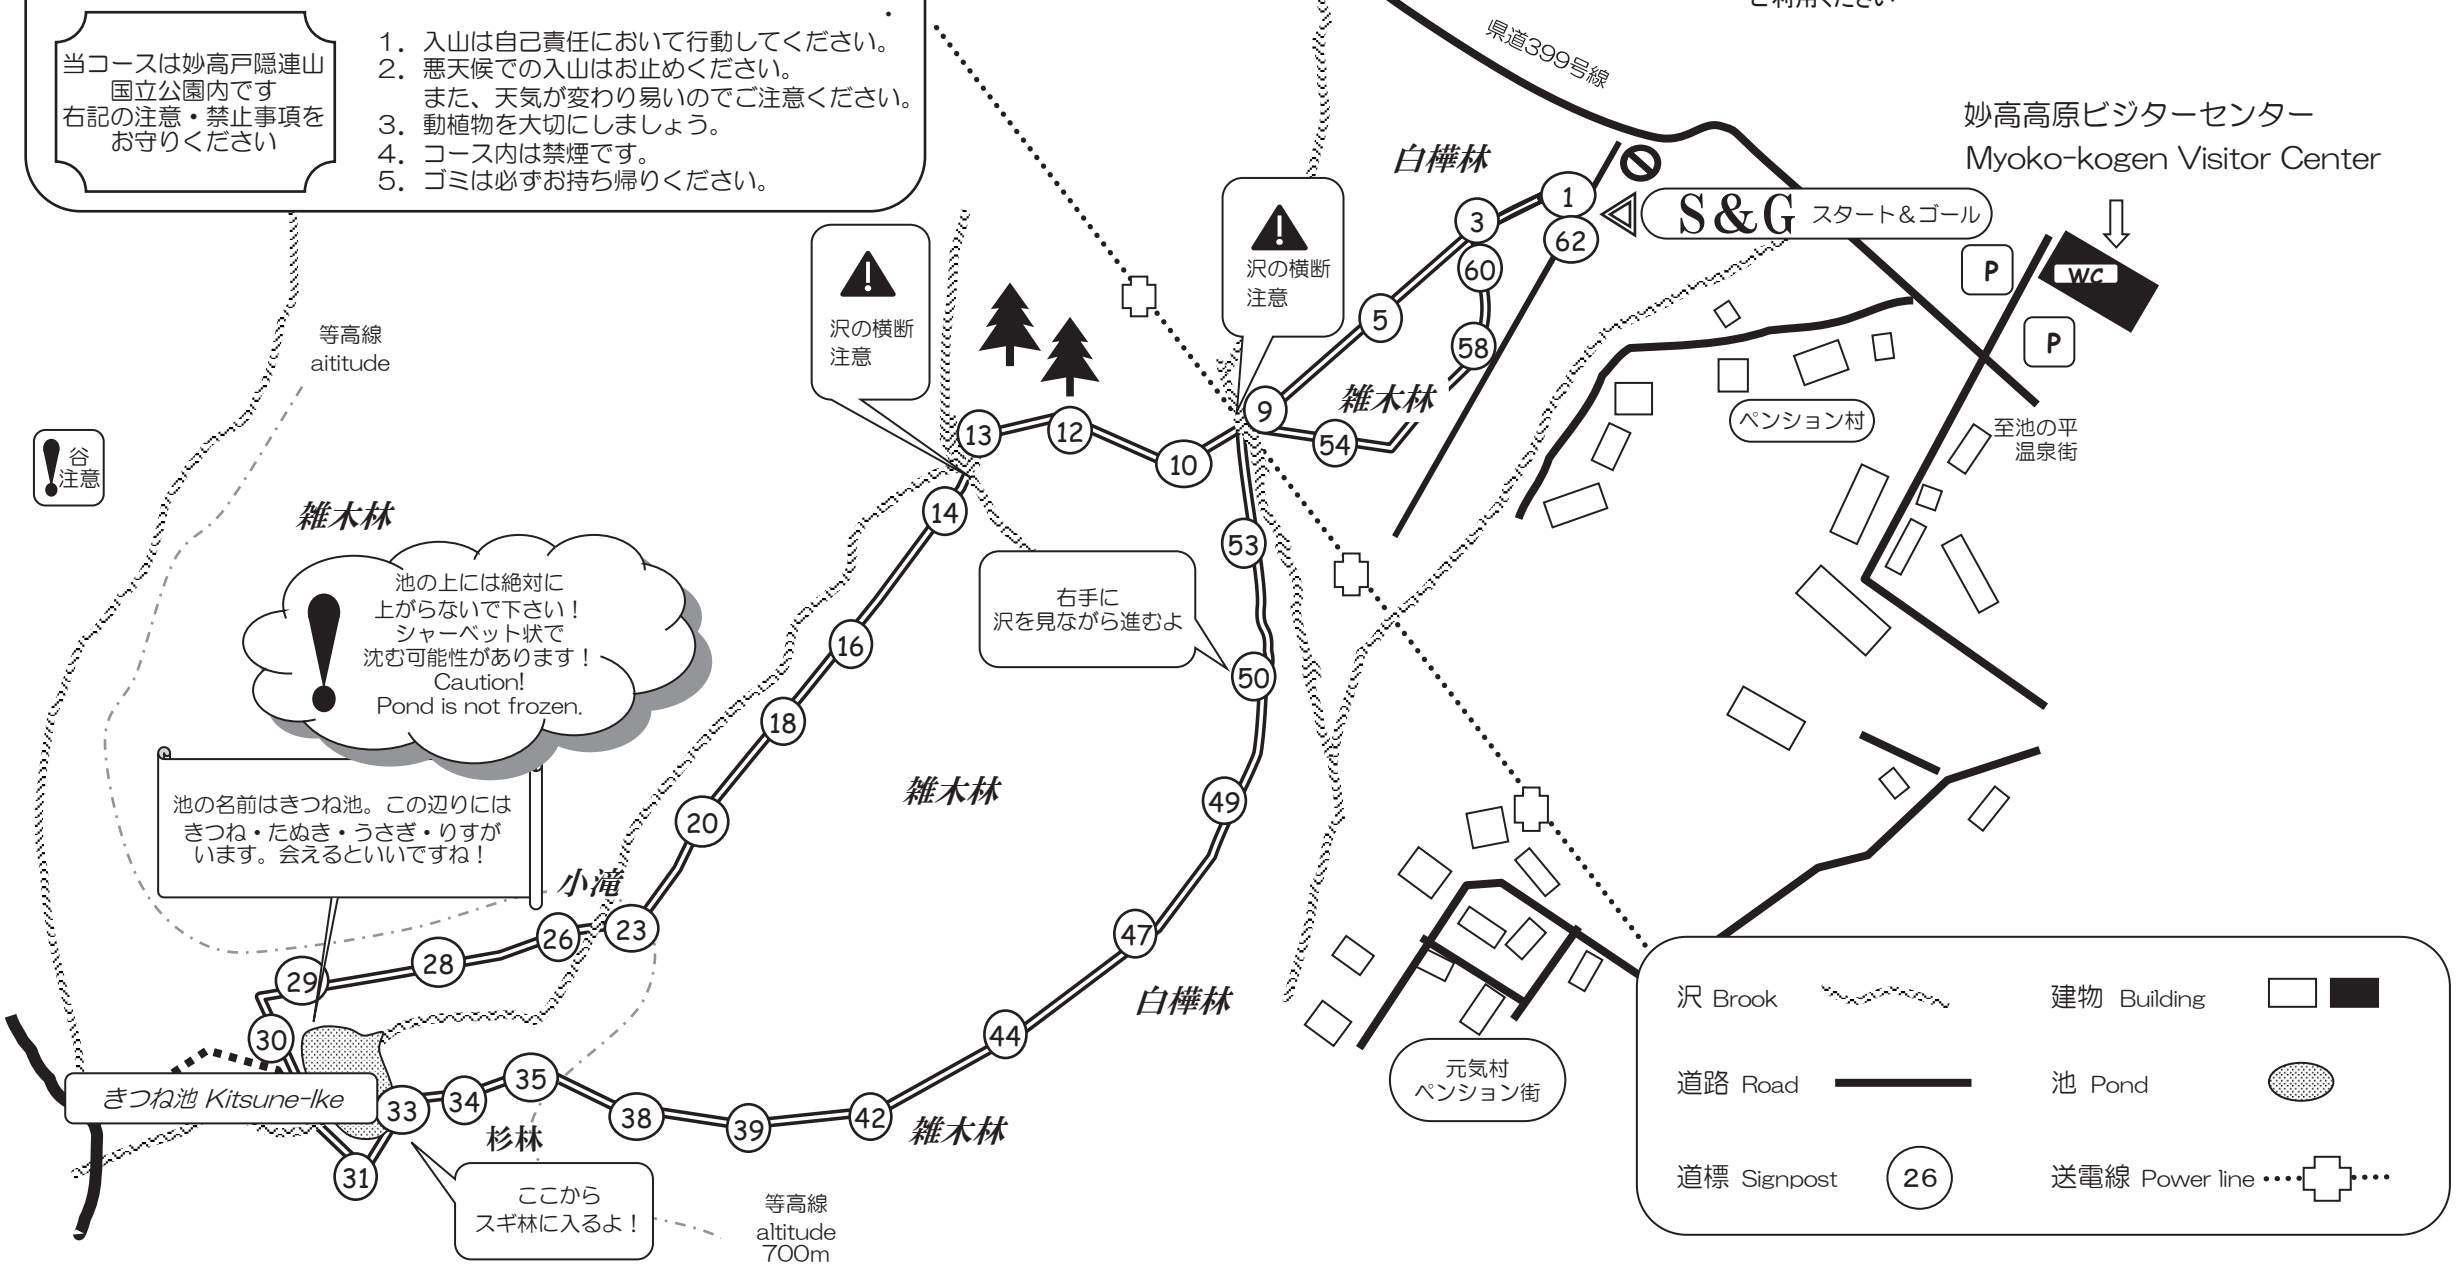 当コースは妙高戸隠連山
国立公園内です
右記の注意・禁止事項を
お守りください
1. 入山は自己責任において行動してください。
2. 悪天候での入山はお止めください。
また、天気が変わり易いのでご注意ください。
3. 動植物を大切にしましょう。
4. コース内は禁煙です。
5. ゴミは必ずお持ち帰りください。
県道399号線
妙高高原ビジターセンター
Myoko-kogen Visitor Center
白樺林
S&G スタート&ゴール
1
3
62
60
5
58
P
WC
P
沢の横断
注意
沢の横断
注意
等高線
aititude
谷
注意
雑木林
9
54
13
12
10
ペンション村
至池の平
温泉街
雑木林
14
53
池の上には絶対に
上がらないで下さい!
シャーベット状で
沈む可能性があります!
Caution!
Pond is not frozen.
右手に
沢を見ながら進むよ
16
50
18
49
20
雑木林
池の名前はきつね池。この辺りには
きつね・たぬき・うさぎ・りすが
います。会えるといいですね!
小滝
23
26
28
29
47
白樺林
44
30
きつね池 Kitsune-Ike
33
34
35
38
39
42
雑木林
杉林
31
ここから
スギ林に入るよ!
等高線
altitude
700m
元気村
ペンション街
沢 Brook
建物 Building
道路 Road
池 Pond
道標 Signpost
26
送電線 Power line